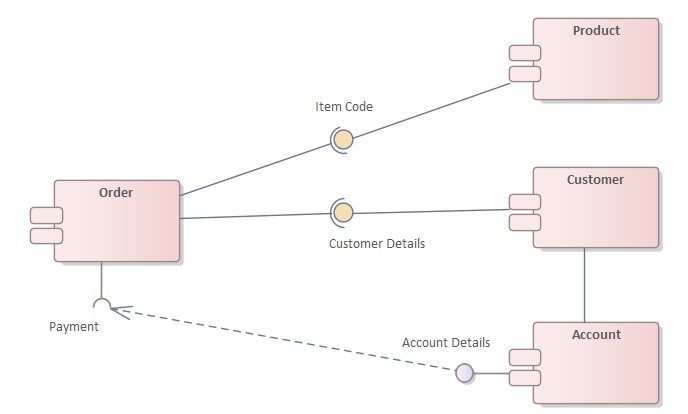 Product
Item Code
Order
Customer
Customer Details
Payment
Account Details
Account